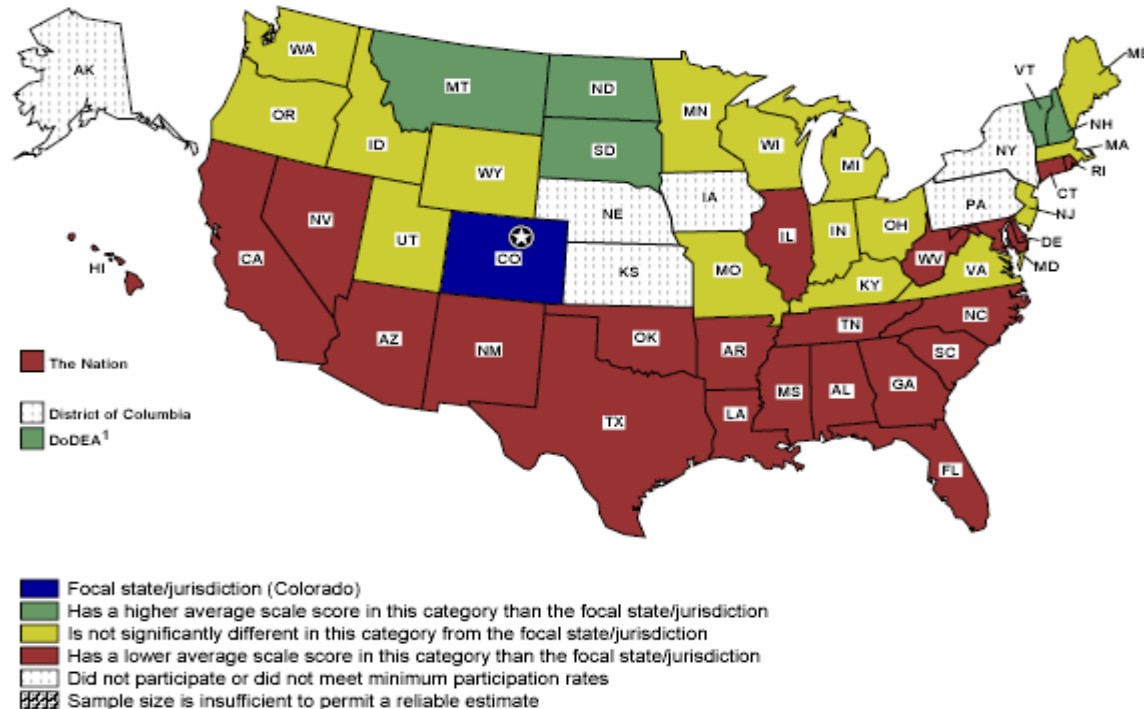 WA
ME
AK
VT
MT
ND
MN
OR
NH
ID
WI
NY
MA
SD
MI
WY
RI
IA
CT
PA
NE
NJ
NV
OH
IL
IN
UT
DE
CO
CA
WV
HI
MD
KS
MO
VA
KY
NC
TN
OK
AZ
NM
AR
SC
The Nation
MS
AL
GA
District of Columbia
LA
TX
DoDEA¹
FL
Focal state/jurisdiction (Colorado)
Has a higher average scale score in this category than the focal state/jurisdiction
Is not significantly different in this category from the focal state/jurisdiction
Has a lower average scale score in this category than the focal state/jurisdiction
Did not participate or did not meet minimum participation rates
Sample size is insufficient to permit a reliable estimate